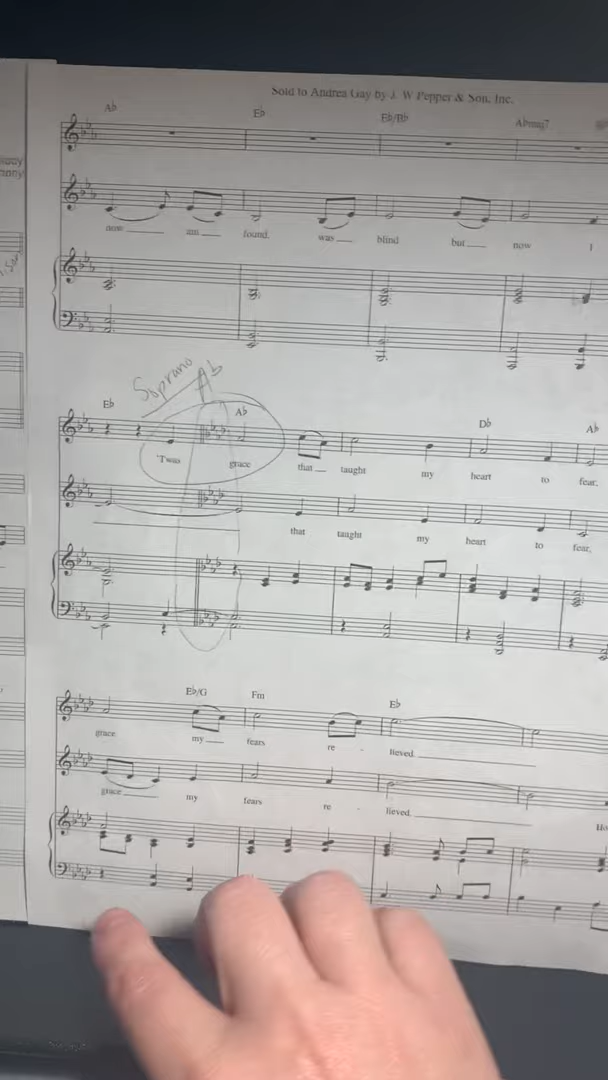 Sold to Andrea Gay by J. W Pepper & Son, Inc.
Ab Eb Eb/Bb Abmaj7
now am found. was blind but now I
Soprano Ab
Eb Ab Db Ab
'Twas grace that taught my heart to fear,
that taught my heart to fear,
Eb/G Fm Eb
grace my fears re - lieved.
grace my fears re - lieved.